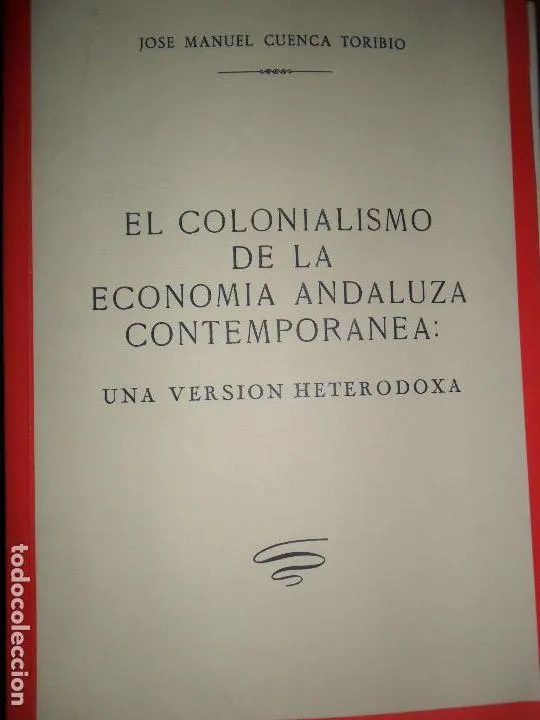 JOSE MANUEL CUENCA TORIBIO
EL COLONIALISMO
DE LA
ECONOMIA ANDALUZA
CONTEMPORANEA:
UNA VERSION HETERODOXA
todocoleccion